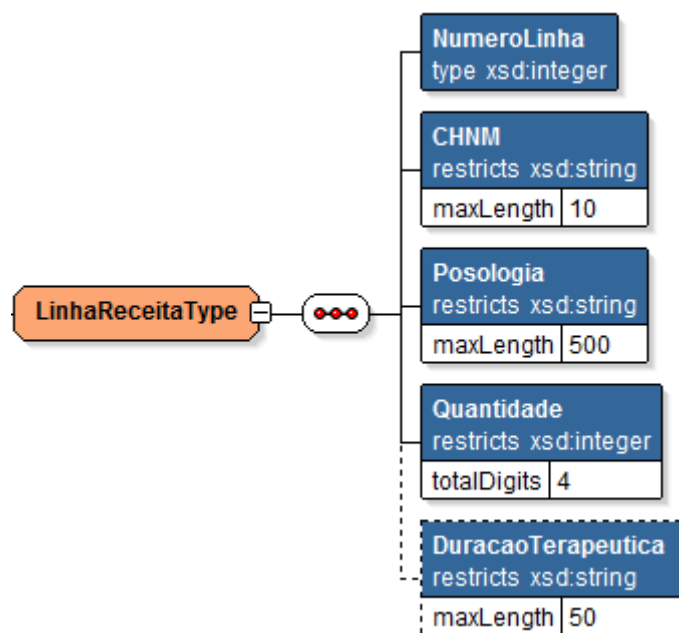 NumeroLinha
type xsd:integer
CHNM
restricts xsd:string
maxLength 10
Posologia
restricts xsd:string
maxLength 500
LinhaReceitaType
Quantidade
restricts xsd:integer
totalDigits 4
DuracaoTerapeutica
restricts xsd:string
maxLength 50